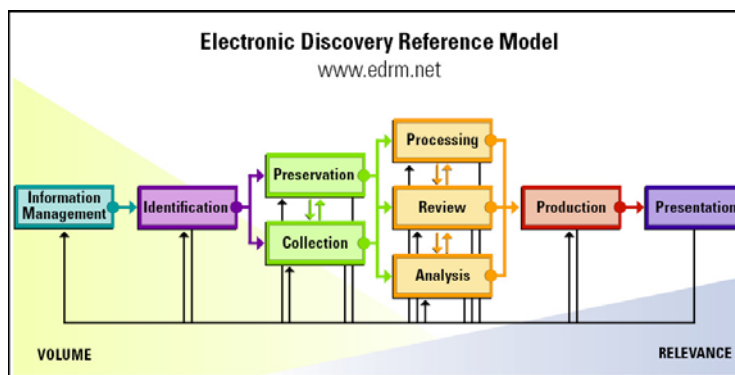 Electronic Discovery Reference Model
www.edrm.net
Processing
Preservation
Information
Management
Identification
Review
Production
Presentation
Collection
Analysis
VOLUME
RELEVANCE